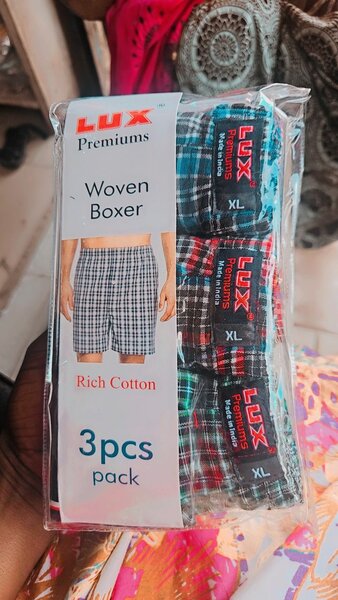 LUX
Premiums
Woven
Boxer
Rich Cotton
3pcs
pack
LUX
Premiums
Made in India
XL
LUX
Premiums
Made in India
XL
LUX
Premiums
Made in India
XL